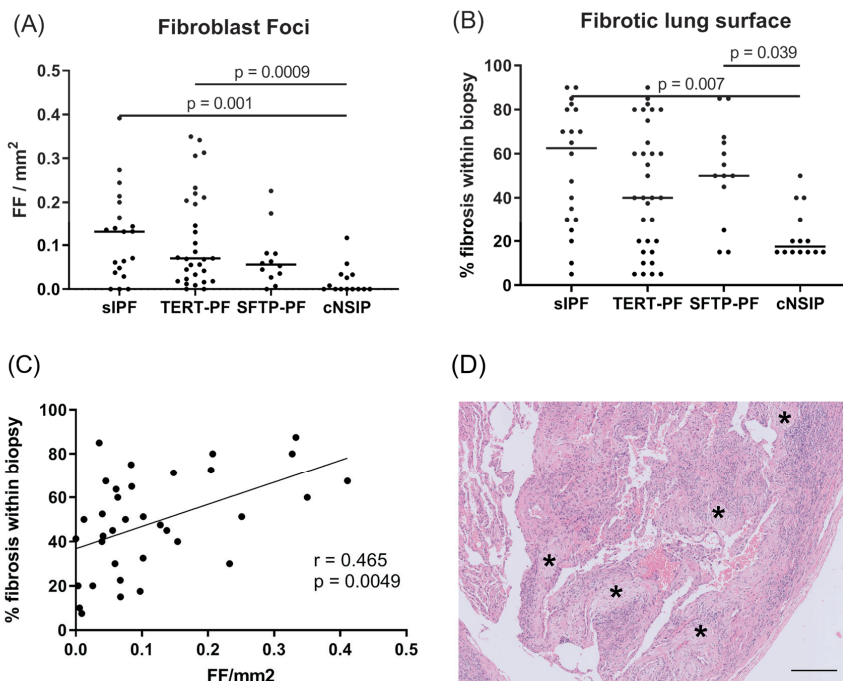 (A)
Fibroblast Foci
FF / mm²
0.5
0.4
0.3
0.2
0.1
0.0
p = 0.0009
p = 0.001
sIPF TERT-PF SFTP-PF cNSIP
(B)
Fibrotic lung surface
% fibrosis within biopsy
100
80
60
40
20
0
p = 0.039
p = 0.007
sIPF TERT-PF SFTP-PF cNSIP
(C)
% fibrosis within biopsy
100
80
60
40
20
0
r = 0.465
p = 0.0049
0.0 0.1 0.2 0.3 0.4 0.5
FF/mm2
(D)
*
*
*
*
*